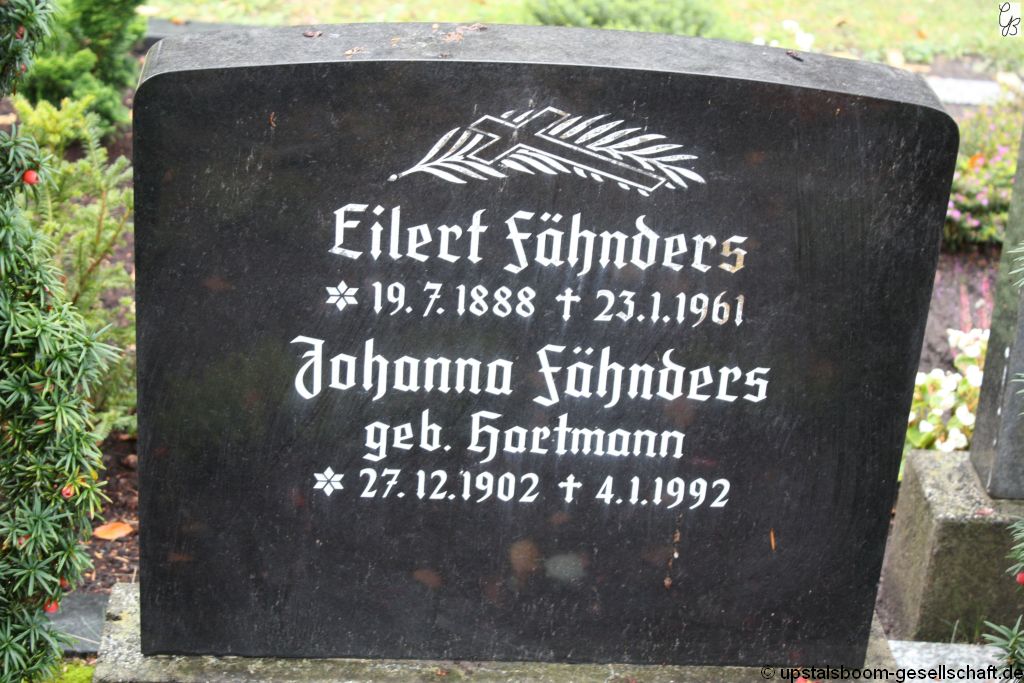 Eilert Fähnders
* 19.7.1888 † 23.1.1961
Johanna Fähnders
geb. Hartmann
* 27.12.1902 † 4.1.1992
GB
© upstalsboom-gesellschaft.de